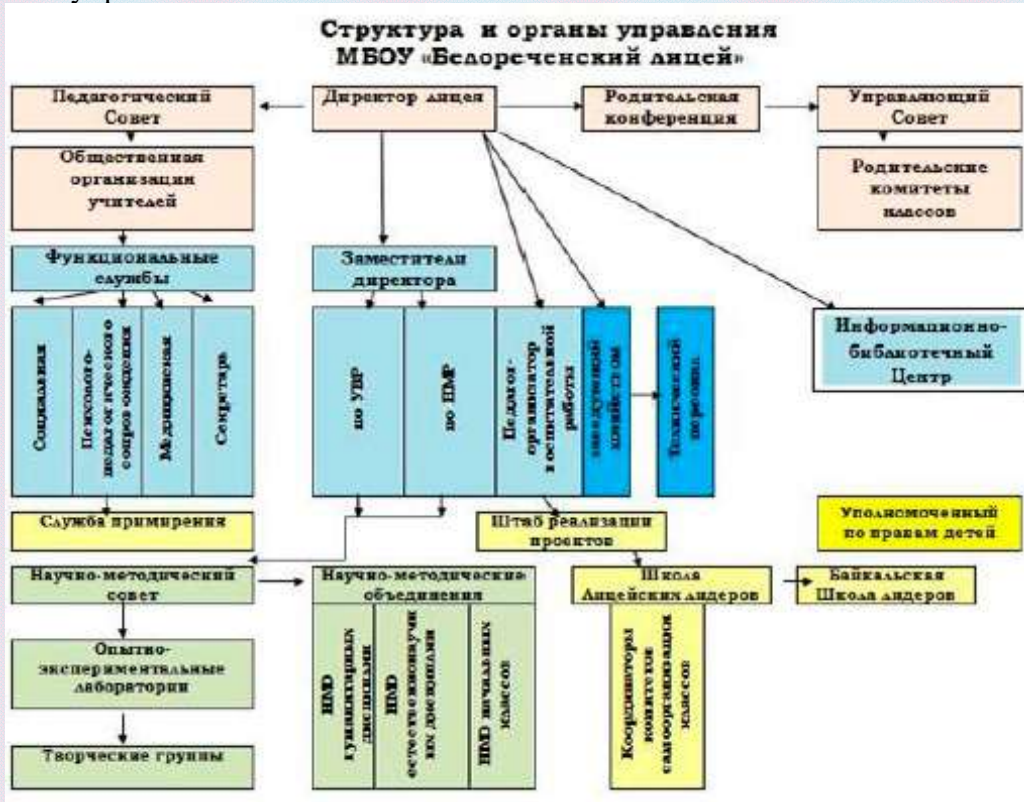 Структура и органы управления
МБОУ «Белореченский лицей»
Педагогический
Совет
Директор лицея
Родительская
конференция
Управляющий
Совет
Общественная
организация
учителей
Родительские
комитеты
классов
Функциональные
службы
Заместители
директора
Информационно-
библиотечный
Центр
Социальная
Психолого-
педагогического
сопровождения
Медицинская
Секретарь
по УВР
по НМР
Педагог-
организатор
воспитательной
работы
заведующий
хозяйством
Технический
персонал
Служба примирения
Штаб реализации
проектов
Уполномоченный
по правам детей
Научно-методический
совет
Научно-методические
объединения
Школа
Лицейских лидеров
Байкальская
Школа лидеров
Опытно-
экспериментальные
лаборатории
Творческие группы
НМО
гуманитарных
дисциплин
НМО
естественнонаучн
ых дисциплин
НМО начальных
классов
Координаторы
комитетов
самоорганизации
классов